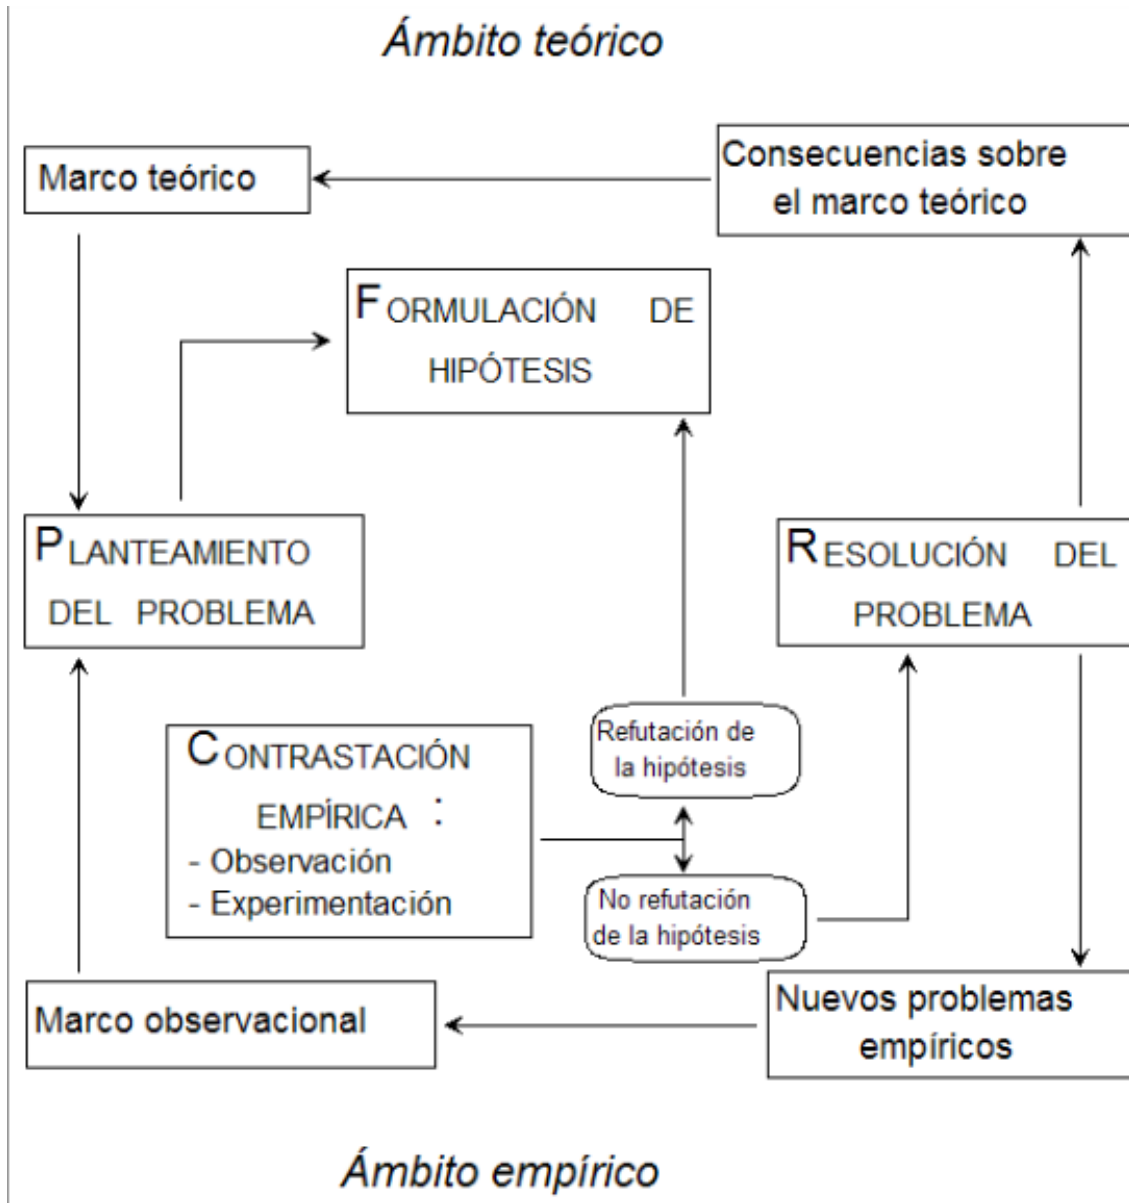 Ámbito teórico
Marco teórico
Consecuencias sobre
el marco teórico
FORMULACIÓN DE
HIPÓTESIS
PLANTEAMIENTO
DEL PROBLEMA
RESOLUCIÓN DEL
PROBLEMA
Refutación de
la hipótesis
CONTRASTACIÓN
EMPÍRICA :
- Observación
- Experimentación
No refutación
de la hipótesis
Marco observacional
Nuevos problemas
empíricos
Ámbito empírico